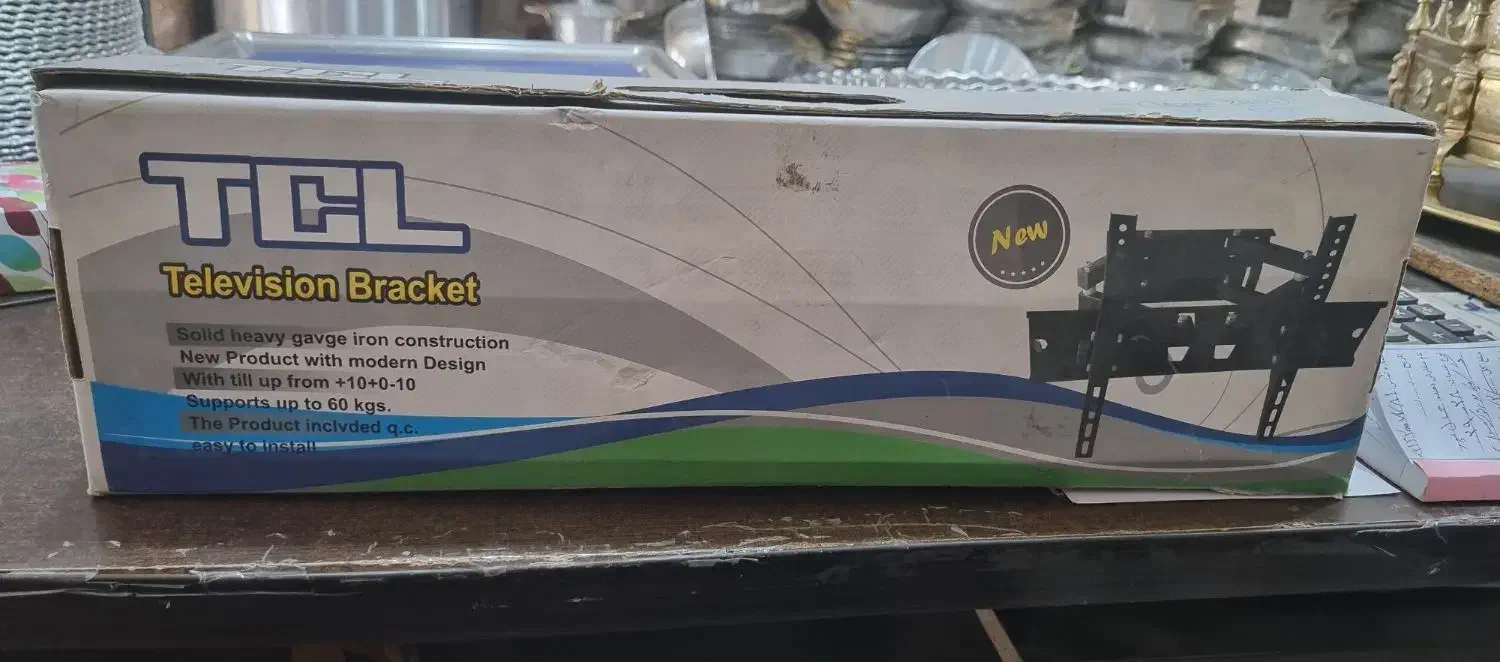 TCL
Television Bracket
Solid heavy gavge iron construction
New Product with modern Design
With till up from +10+0-10
Supports up to 60 kgs.
The Product inclvded q.c.
easy to install
New